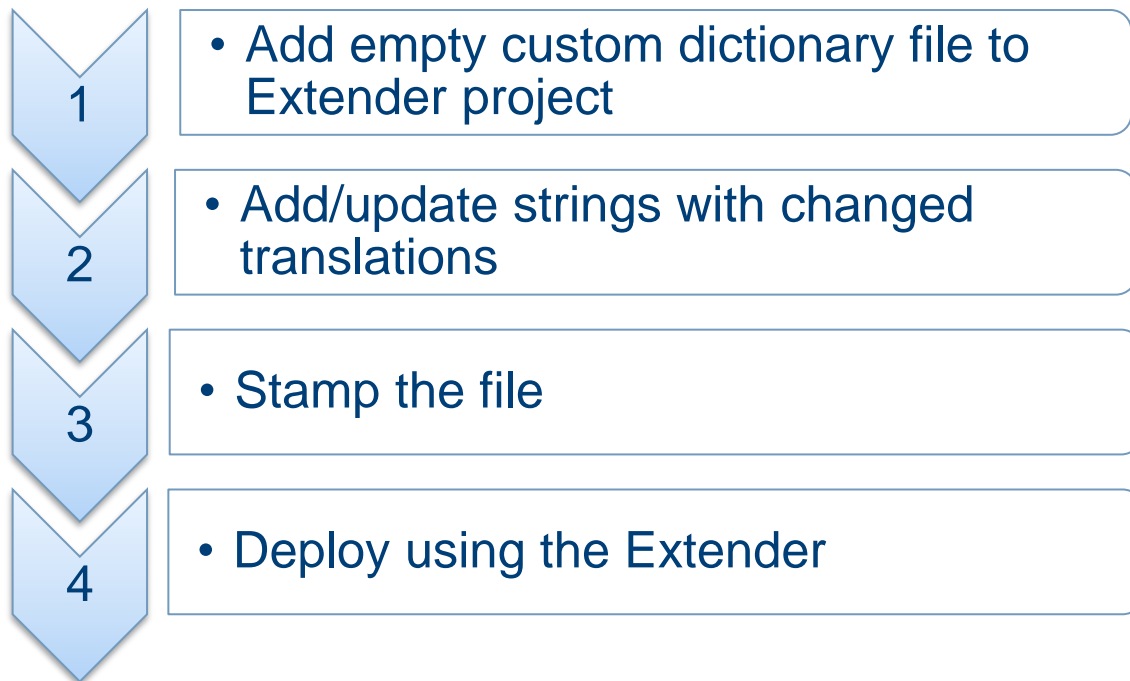 1
• Add empty custom dictionary file to
Extender project
2
• Add/update strings with changed
translations
3
• Stamp the file
4
• Deploy using the Extender